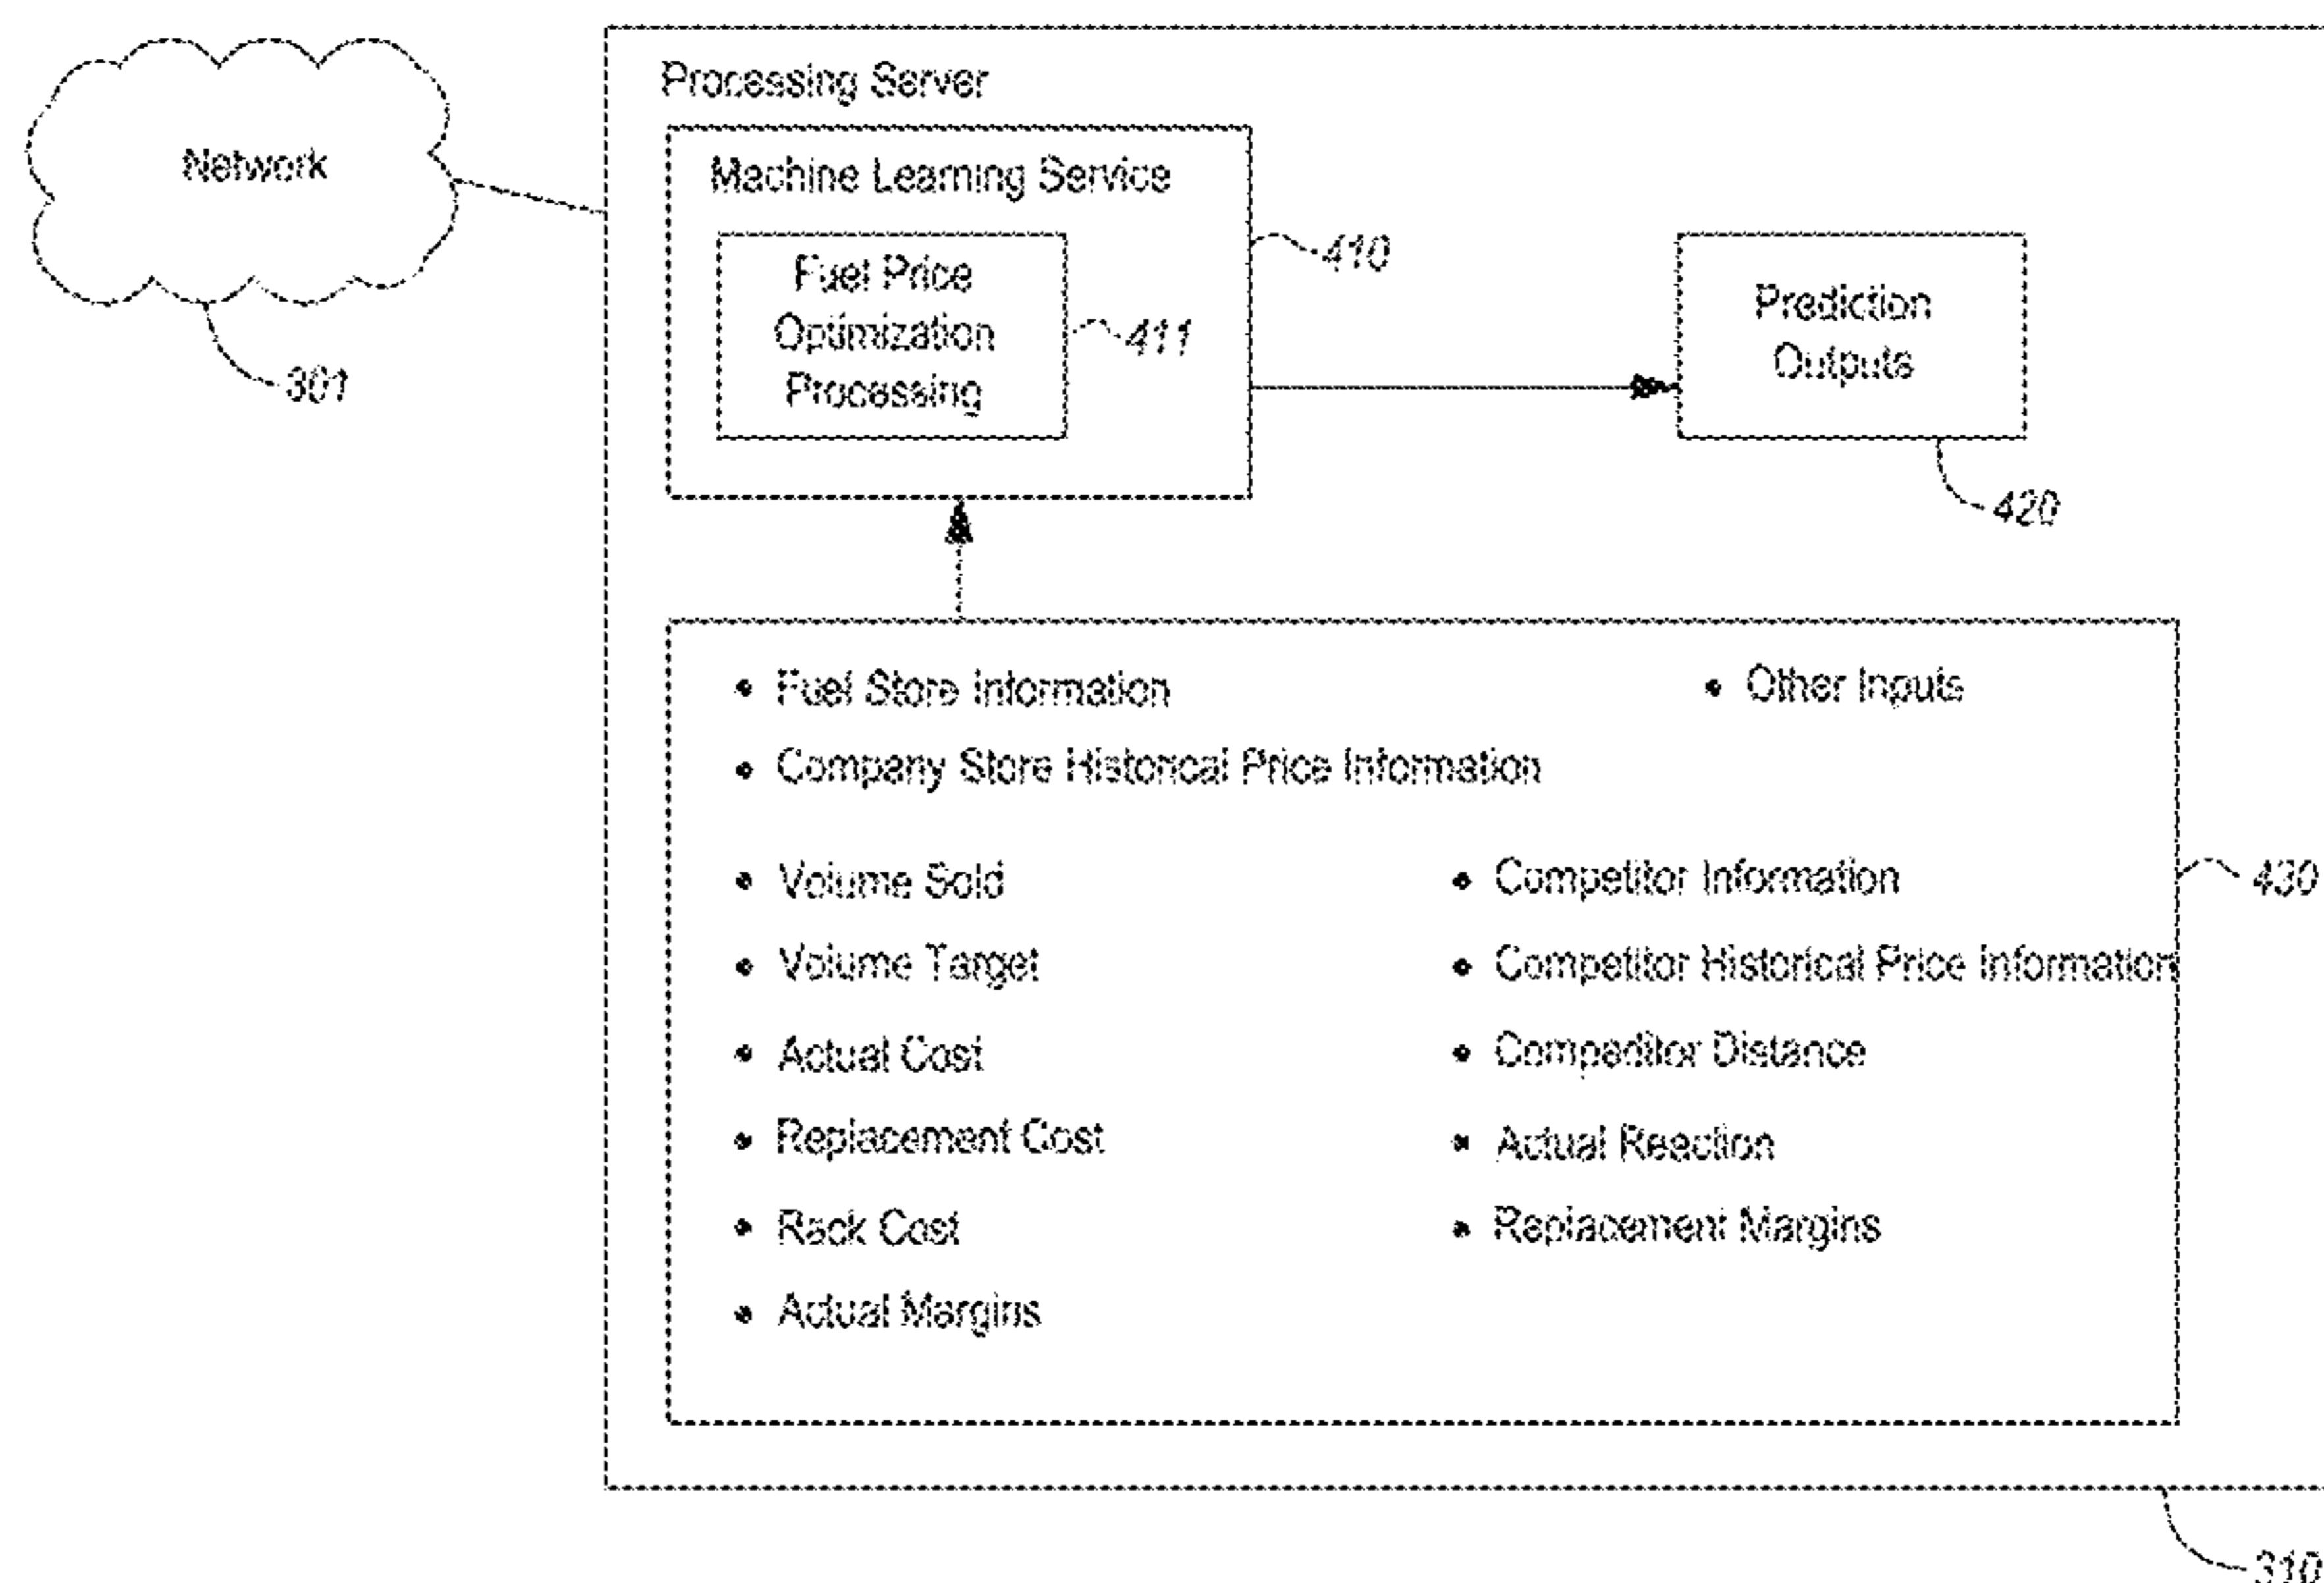 Processing Server
Network
Machine Learning Service
Fuel Price
Optimization
Processing
410
411
301
Prediction
Outputs
420
Fuel Store Information
Other Inputs
Company Store Historical Price Information
Volume Sold
Competitor Information
430
Volume Target
Competitor Historical Price Information
Actual Cost
Competitor Distance
Replacement Cost
Actual Reaction
Rack Cost
Replacement Margins
Actual Margins
310